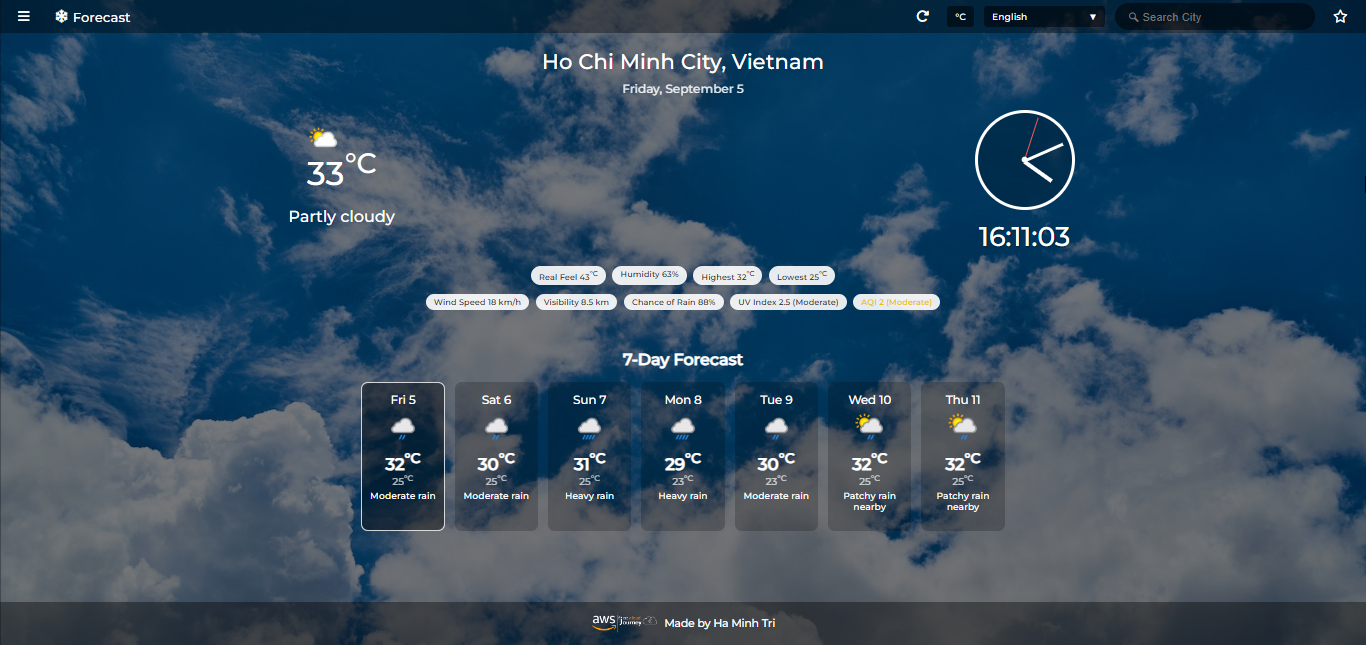 Forecast
°C
English
Search City
Ho Chi Minh City, Vietnam
Friday, September 5
33°C
Partly cloudy
16:11:03
Real Feel 43°C
Humidity 63%
Highest 32°C
Lowest 25°C
Wind Speed 18 km/h
Visibility 8.5 km
Chance of Rain 88%
UV Index 2.5 (Moderate)
AQI 2 (Moderate)
7-Day Forecast
Fri 5
32°C
25°C
Moderate rain
Sat 6
30°C
25°C
Moderate rain
Sun 7
31°C
25°C
Heavy rain
Mon 8
29°C
23°C
Heavy rain
Tue 9
30°C
23°C
Moderate rain
Wed 10
32°C
25°C
Patchy rain
nearby
Thu 11
32°C
25°C
Patchy rain
nearby
aws
Journey
Made by Ha Minh Tri